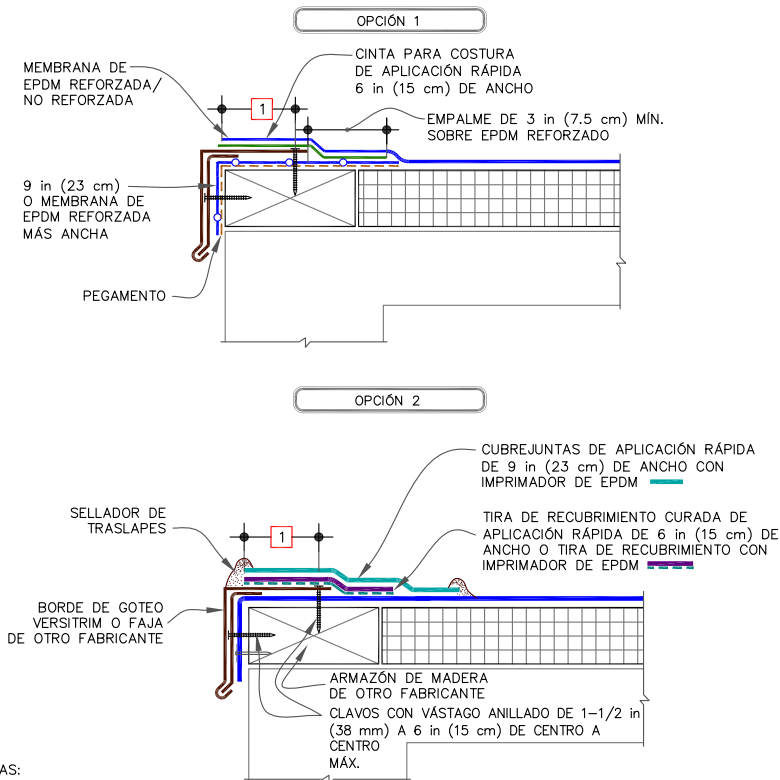 OPCIÓN 1
MEMBRANA DE
EPDM REFORZADA/
NO REFORZADA
CINTA PARA COSTURA
DE APLICACIÓN RÁPIDA
6 in (15 cm) DE ANCHO
1
EMPALME DE 3 in (7.5 cm) MÍN.
SOBRE EPDM REFORZADO
9 in (23 cm)
O MEMBRANA DE
EPDM REFORZADA
MÁS ANCHA
PEGAMENTO
OPCIÓN 2
CUBREJUNTAS DE APLICACIÓN RÁPIDA
DE 9 in (23 cm) DE ANCHO CON
IMPRIMADOR DE EPDM
SELLADOR DE
TRASLAPES
1
TIRA DE RECUBRIMIENTO CURADA DE
APLICACIÓN RÁPIDA DE 6 in (15 cm) DE
ANCHO O TIRA DE RECUBRIMIENTO CON
IMPRIMADOR DE EPDM
BORDE DE GOTEO
VERSITRIM O FAJA
DE OTRO FABRICANTE
ARMAZÓN DE MADERA
DE OTRO FABRICANTE
CLAVOS CON VÁSTAGO ANILLADO DE 1-1/2 in
(38 mm) A 6 in (15 cm) DE CENTRO A
CENTRO
MÁX.
AS: